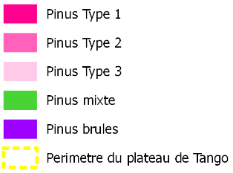 Pinus Type 1
Pinus Type 2
Pinus Type 3
Pinus mixte
Pinus brules
Perimetre du plateau de Tango